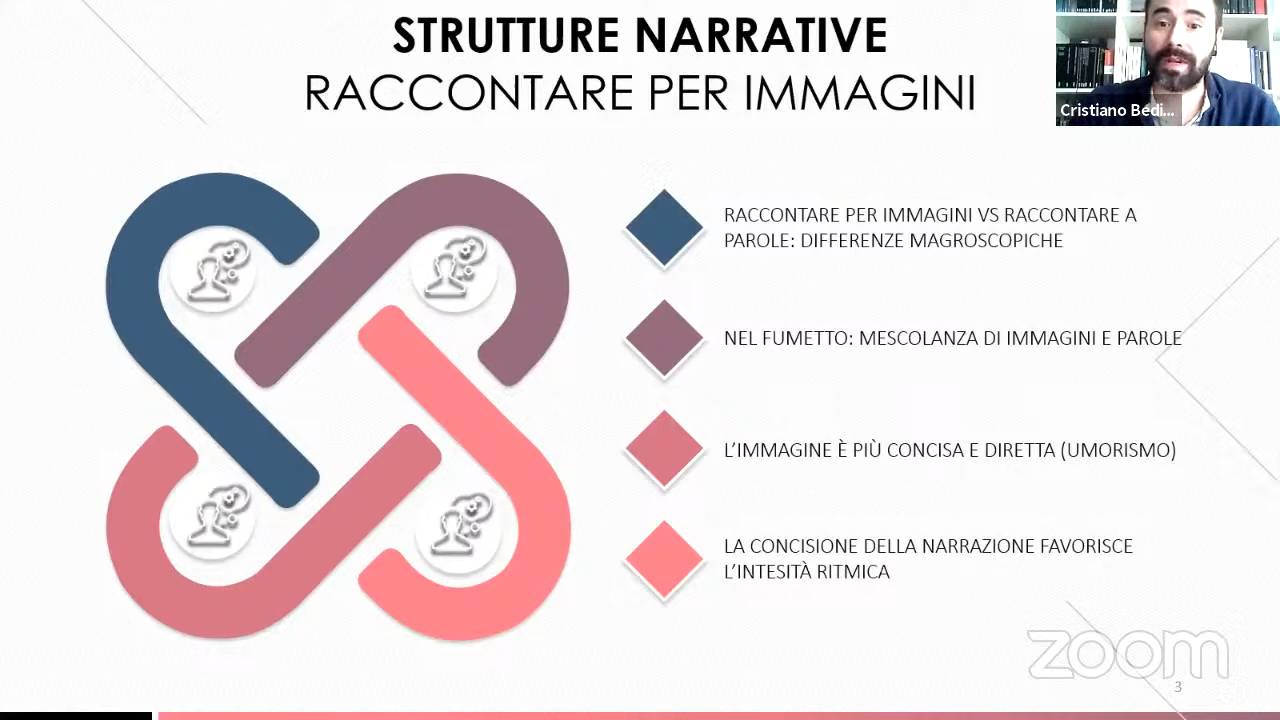 STRUTTURE NARRATIVE
RACCONTARE PER IMMAGINI
Cristiano Bedi...
RACCONTARE PER IMMAGINI VS RACCONTARE A
PAROLE: DIFFERENZE MAGROSCOPICHE
NEL FUMETTO: MESCOLANZA DI IMMAGINI E PAROLE
L'IMMAGINE È PIÙ CONCISA E DIRETTA (UMORISMO)
LA CONCISIONE DELLA NARRAZIONE FAVORISCE
L'INTESITÀ RITMICA
zoom
3